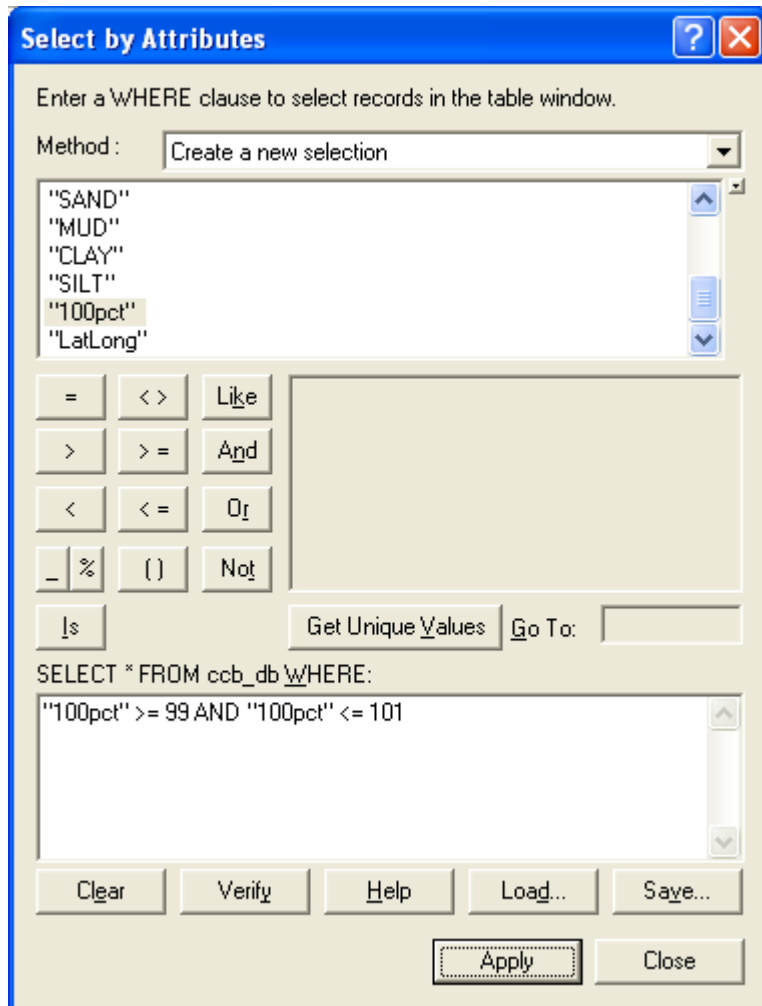 Select by Attributes
Enter a WHERE clause to select records in the table window.
Method : Create a new selection
"SAND"
"MUD"
"CLAY"
"SILT"
"100pct"
"LatLong"
= < > Like
> > = And
< < = Or
_ % ( ) Not
Is Get Unique Values Go To:
SELECT * FROM ccb_db WHERE:
"100pct" >= 99 AND "100pct" <= 101
Clear Verify Help Load... Save...
Apply Close